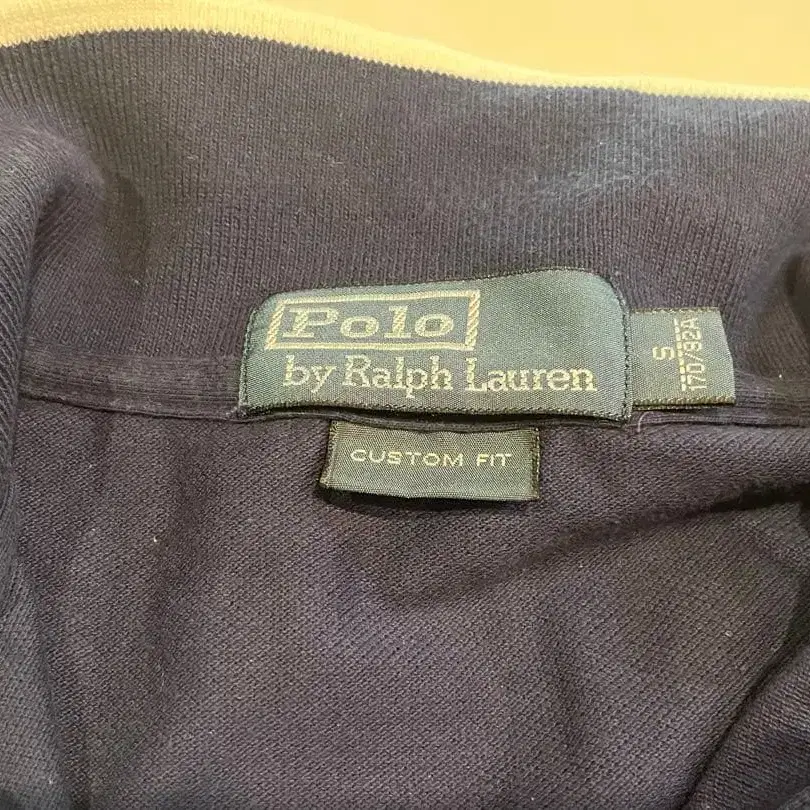 Polo
by Ralph Lauren
S
170/92A
CUSTOM FIT